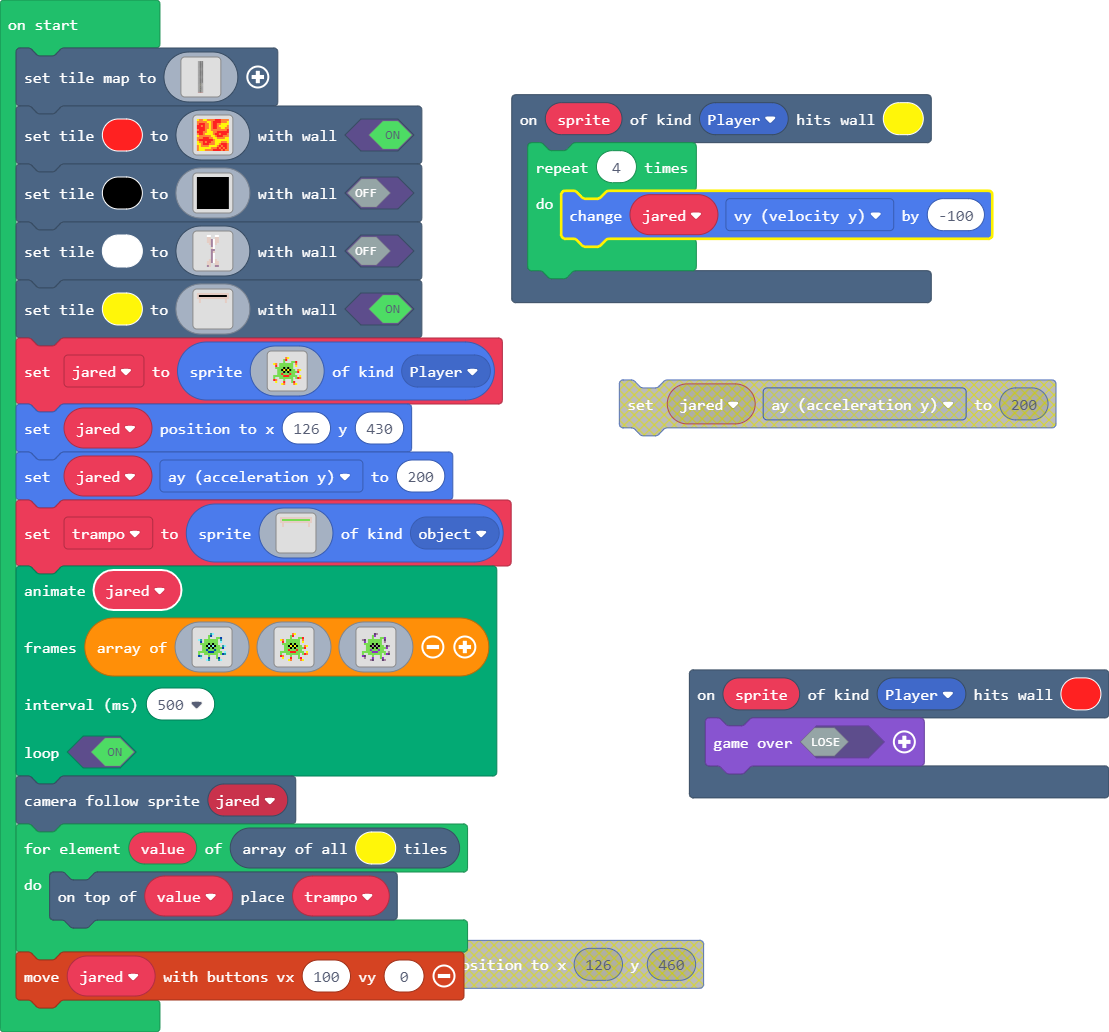 on start
set tile map to
set tile to with wall ON
set tile to with wall OFF
set tile to with wall OFF
set tile to with wall ON
set jared to sprite of kind Player
set jared position to x 126 y 430
set jared ay (acceleration y) to 200
set trampo to sprite of kind object
animate jared
frames array of
interval (ms) 500
loop ON
camera follow sprite jared
for element value of array of all tiles
do on top of value place trampo
move jared with buttons vx 100 vy 0
on sprite of kind Player hits wall
repeat 4 times
do change jared vy (velocity y) by -100
set jared ay (acceleration y) to 200
on sprite of kind Player hits wall
game over LOSE
position to x 126 y 460